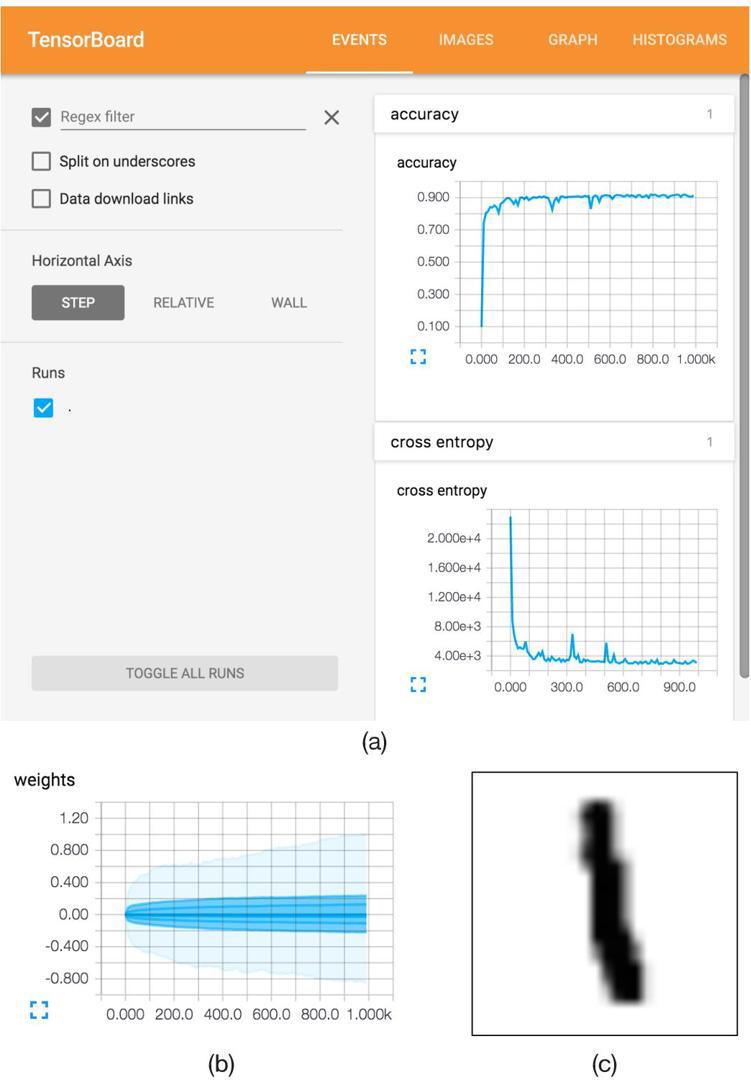 TensorBoard EVENTS IMAGES GRAPH HISTOGRAMS
Regex filter
Split on underscores
Data download links
Horizontal Axis
STEP RELATIVE WALL
Runs
.
TOGGLE ALL RUNS
accuracy 1
accuracy
0.900
0.700
0.500
0.300
0.100
0.000 200.0 400.0 600.0 800.0 1.000k
cross entropy 1
cross entropy
2.000e+4
1.600e+4
1.200e+4
8.00e+3
4.00e+3
0.000 300.0 600.0 900.0
(a)
weights
1.20
0.800
0.400
0.00
-0.400
-0.800
0.000 200.0 400.0 600.0 800.0 1.000k
(b)
(c)